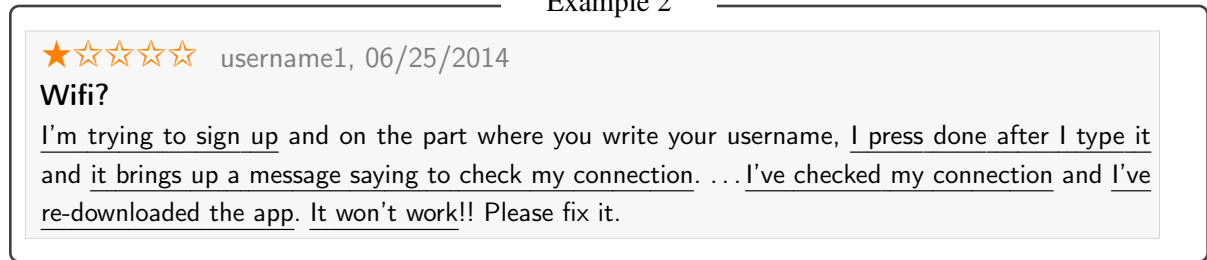 Example 2
★☆☆☆☆ username1, 06/25/2014
Wifi?
I'm trying to sign up and on the part where you write your username, I press done after I type it
and it brings up a message saying to check my connection. ... I've checked my connection and I've
re-downloaded the app. It won't work!! Please fix it.